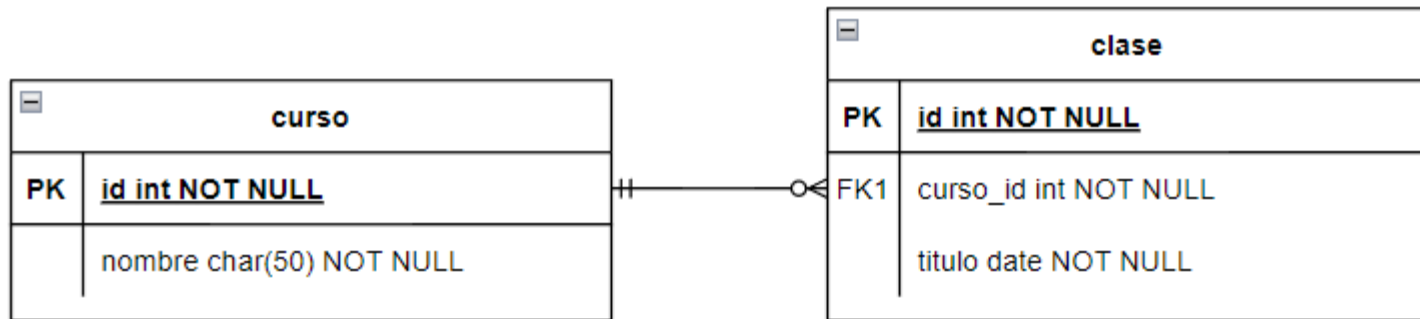 curso
PK id int NOT NULL
nombre char(50) NOT NULL
clase
PK id int NOT NULL
FK1 curso_id int NOT NULL
titulo date NOT NULL